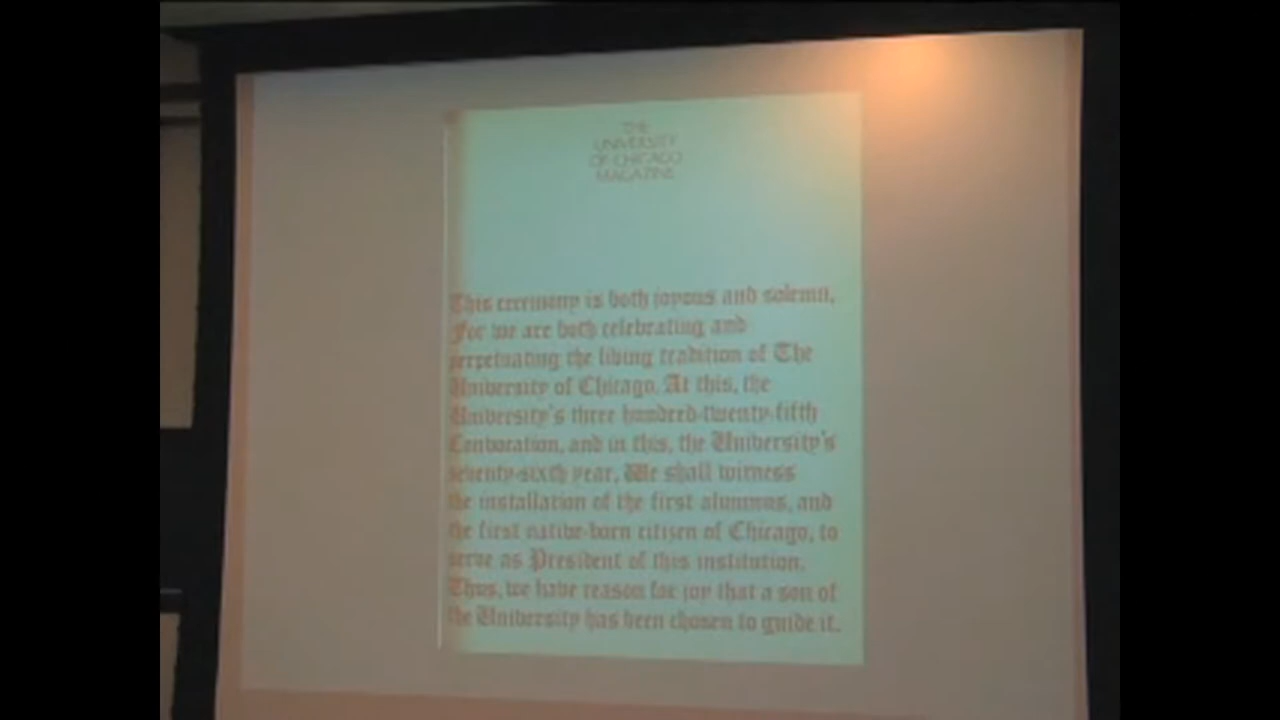 THE
UNIVERSITY
OF CHICAGO
MAGAZINE
This ceremony is both joyous and solemn,
For we are both celebrating and
perpetuating the living tradition of The
University of Chicago. At this, the
University's three hundred-twenty-fifth
Convocation, and in this, the University's
seventy-sixth year, We shall witness
the installation of the first alumnus, and
the first native-born citizen of Chicago, to
serve as President of this institution.
Thus, we have reason for joy that a son of
the University has been chosen to guide it.